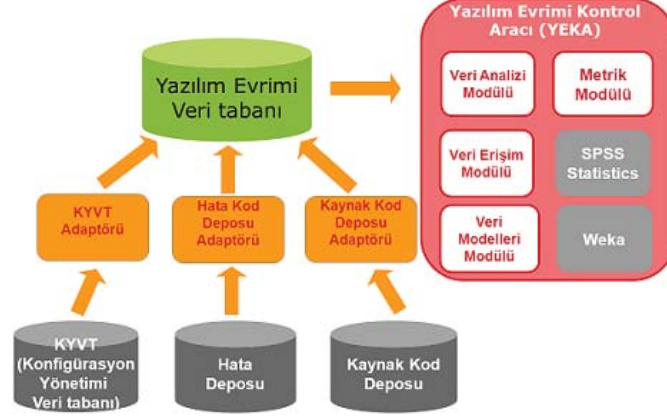 Yazılım Evrimi Kontrol
Aracı (YEKA)
Yazılım Evrimi
Veri tabanı
Veri Analizi
Modülü
Metrik
Modülü
Veri Erişim
Modülü
SPSS
Statistics
Veri
Modelleri
Modülü
Weka
KYVT
Adaptörü
Hata Kod
Deposu
Adaptörü
Kaynak Kod
Deposu
Adaptörü
KYVT
(Konfigürasyon
Yönetimi
Veri tabanı)
Hata
Deposu
Kaynak Kod
Deposu